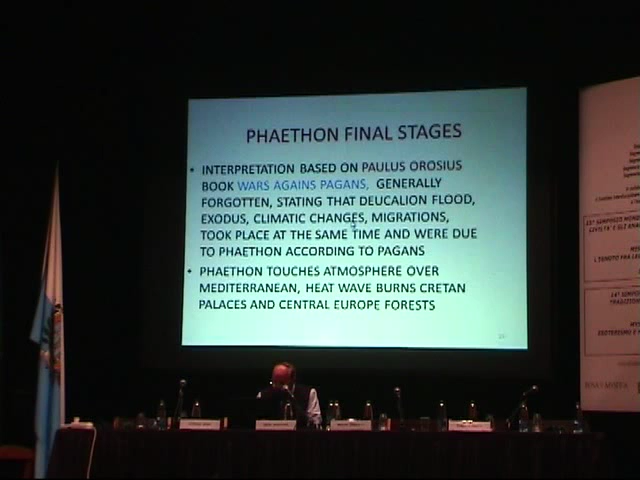 PHAETHON FINAL STAGES
• INTERPRETATION BASED ON PAULUS OROSIUS
BOOK WARS AGAINS PAGANS, GENERALLY
FORGOTTEN, STATING THAT DEUCALION FLOOD,
EXODUS, CLIMATIC CHANGES, MIGRATIONS,
TOOK PLACE AT THE SAME TIME AND WERE DUE
TO PHAETHON ACCORDING TO PAGANS
• PHAETHON TOUCHES ATMOSPHERE OVER
MEDITERRANEAN, HEAT WAVE BURNS CRETAN
PALACES AND CENTRAL EUROPE FORESTS